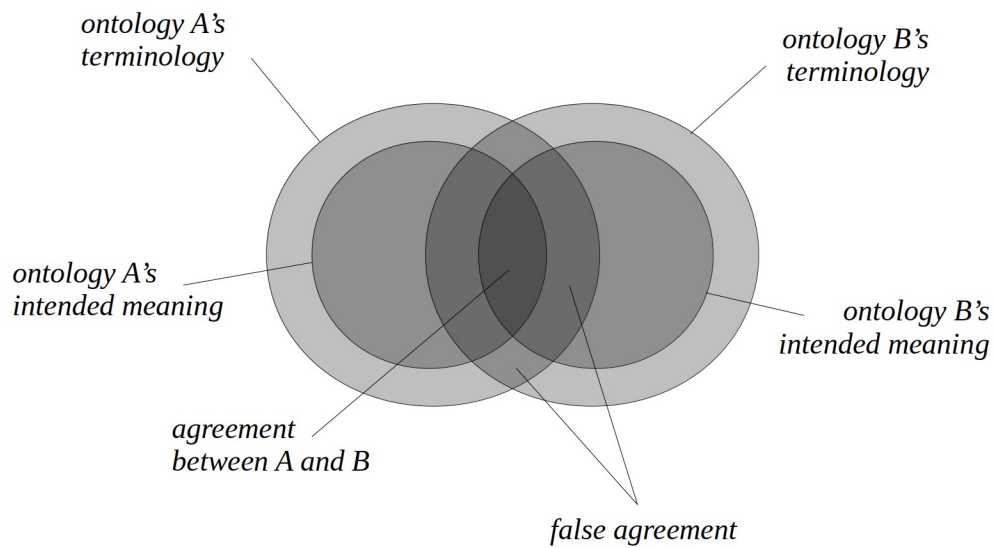 ontology A’s
terminology
ontology B’s
terminology
ontology A’s
intended meaning
ontology B’s
intended meaning
agreement
between A and B
false agreement